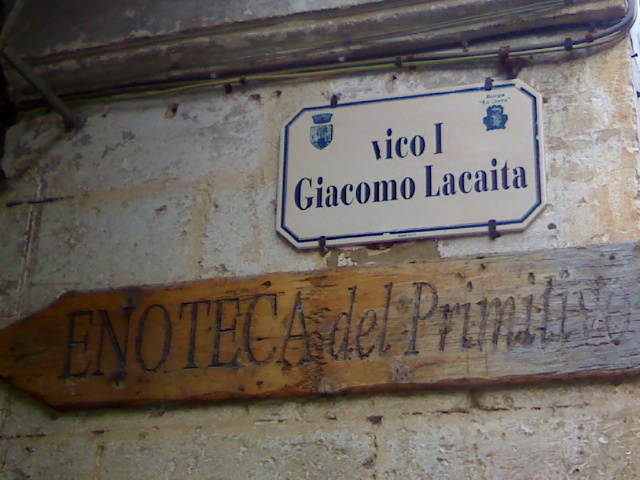 vico I
Giacomo Lacaita
ENOTECA del Primitivo